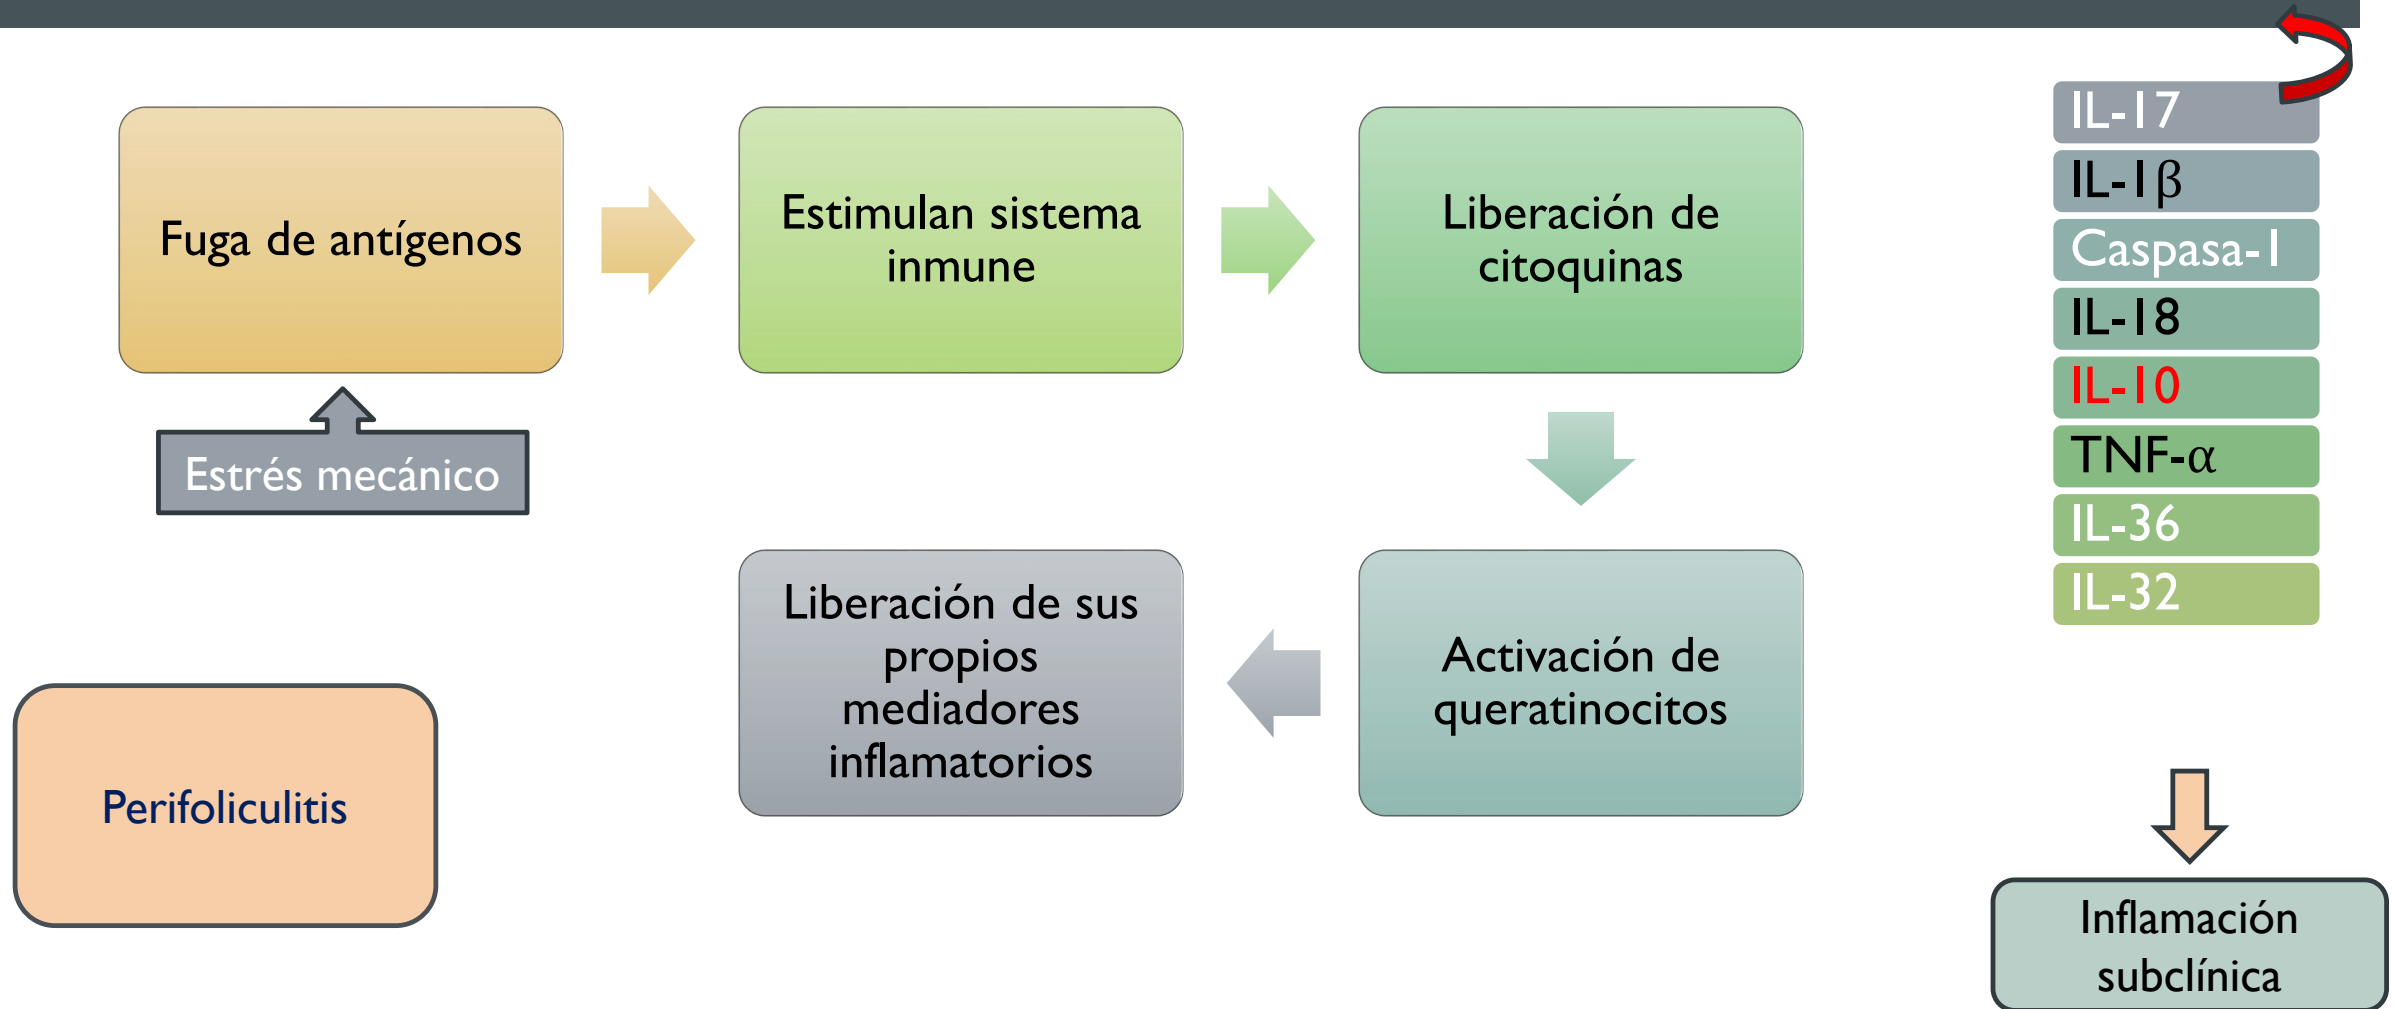 Fuga de antígenos
Estimulan sistema
inmune
Liberación de
citoquinas
Estrés mecánico
Activación de
queratinocitos
Liberación de sus
propios
mediadores
inflamatorios
Perifoliculitis
IL-17
IL-1β
Caspasa-1
IL-18
IL-10
TNF-α
IL-36
IL-32
Inflamación
subclínica